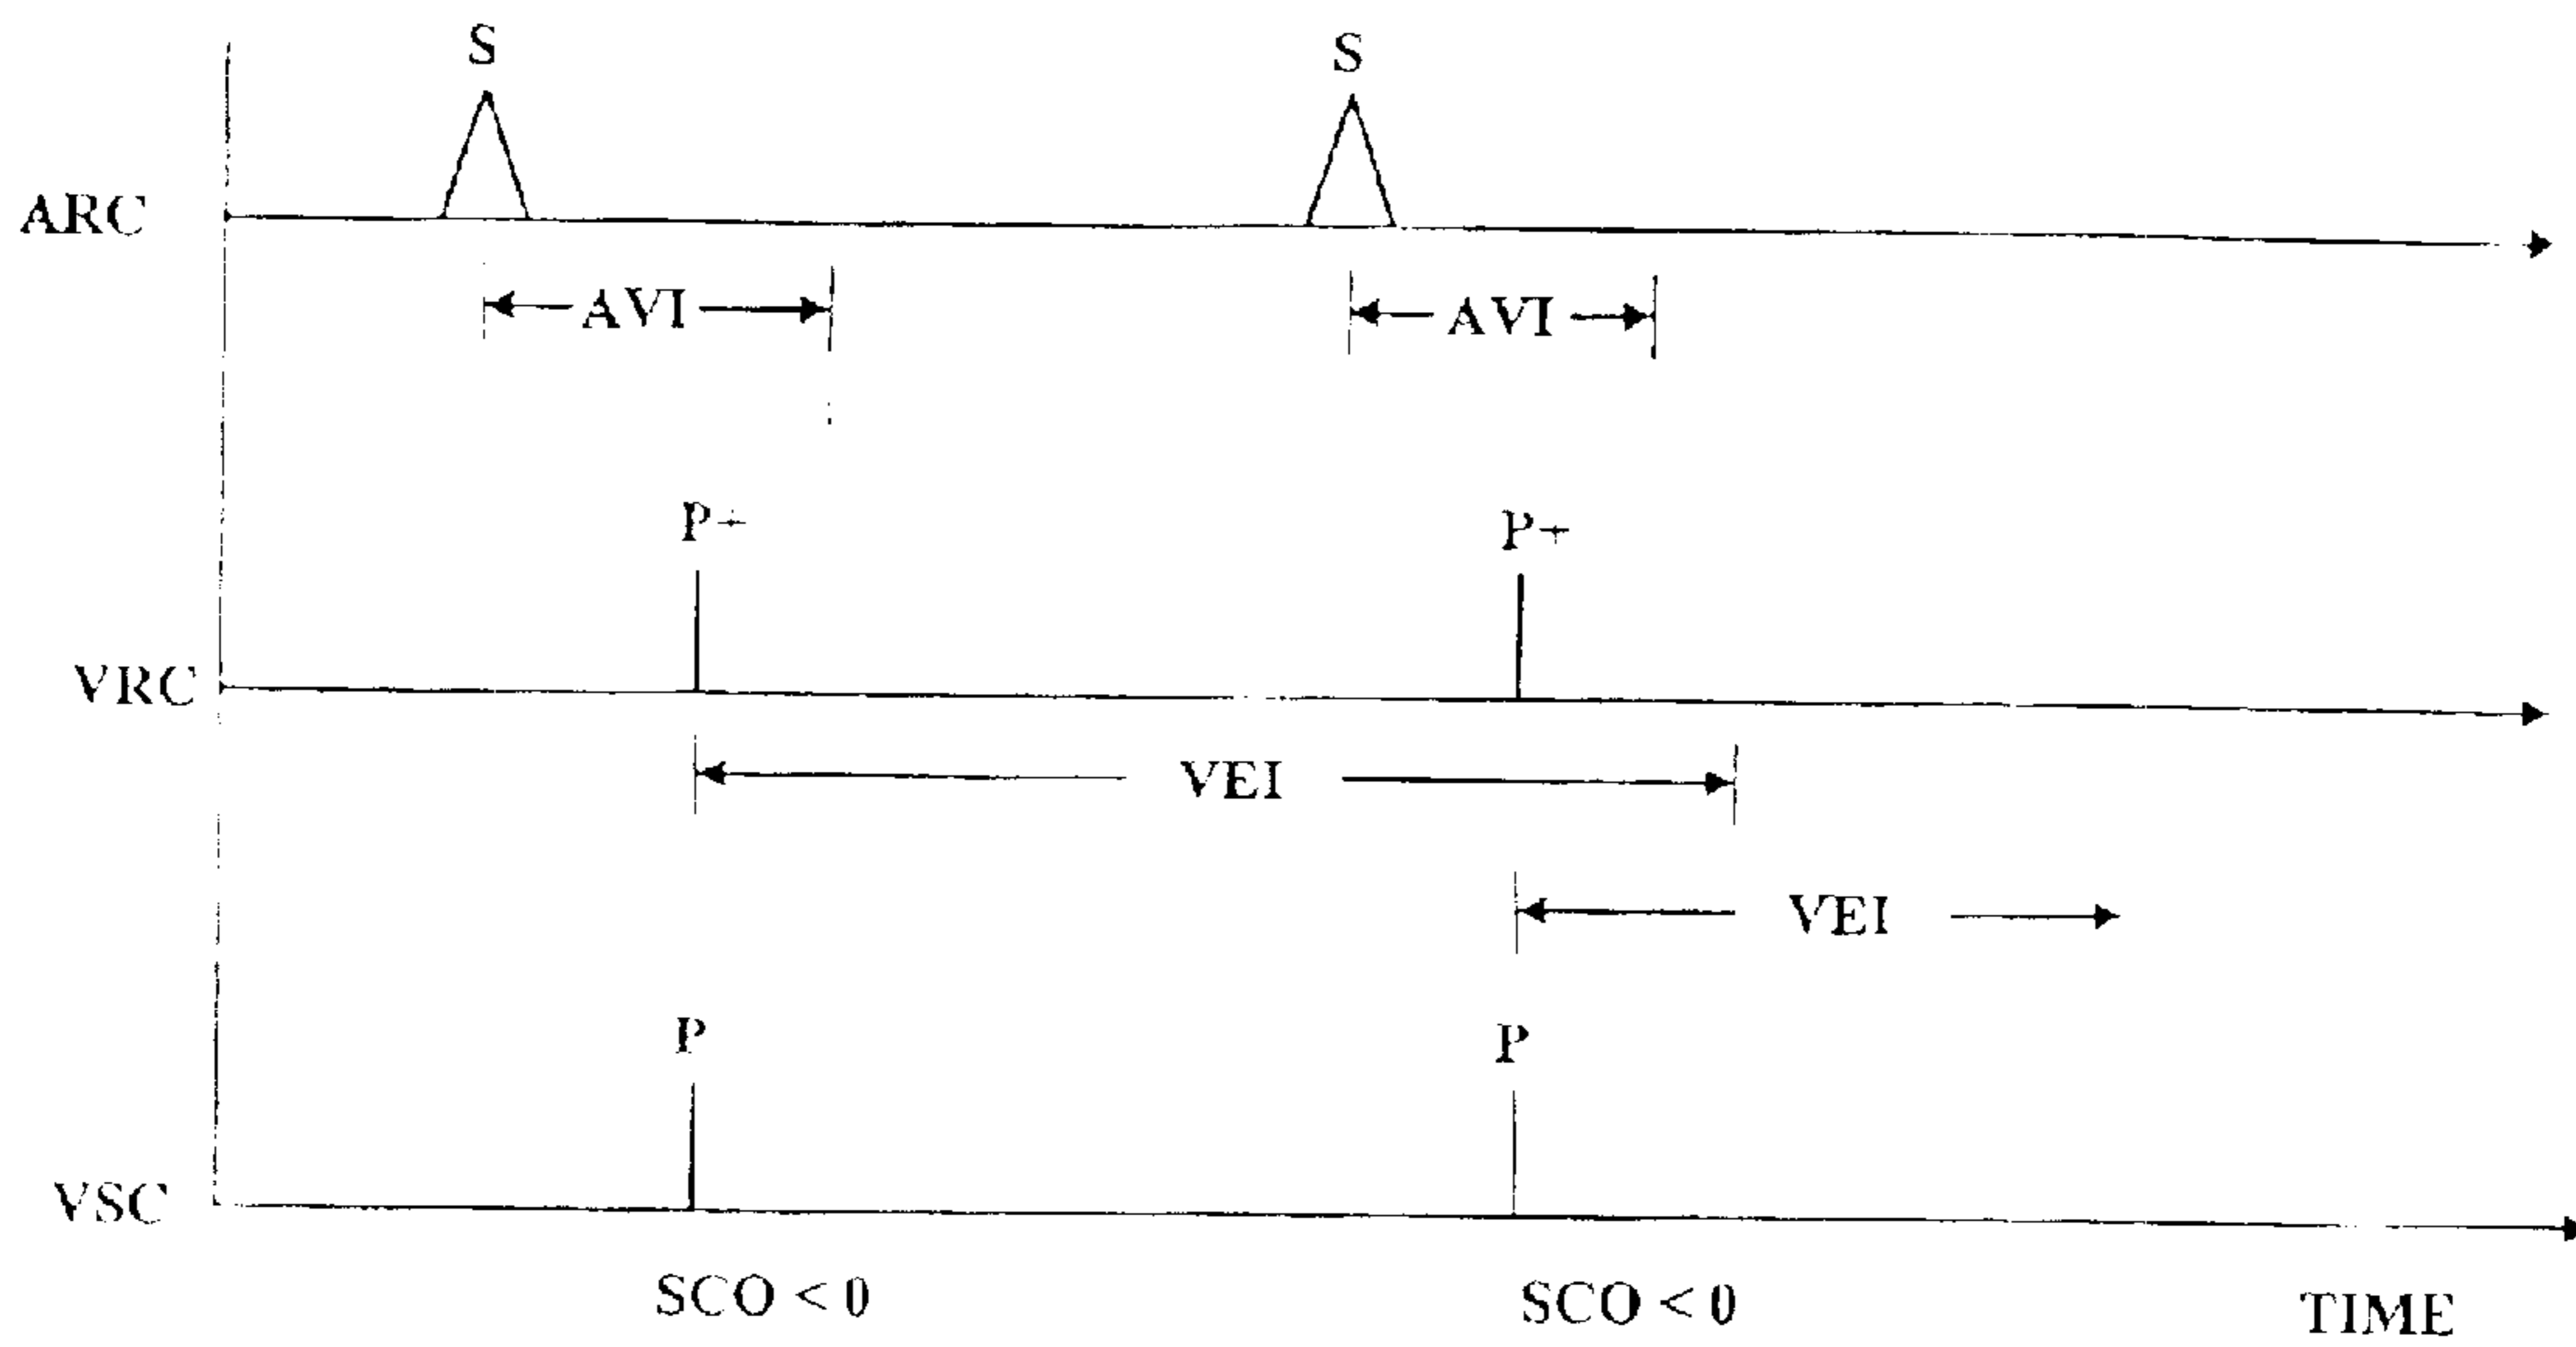 S S
ARC
AVI AVI
P+ P+
VRC
VEI
VEI
P P
VSC
SCO < 0 SCO < 0 TIME